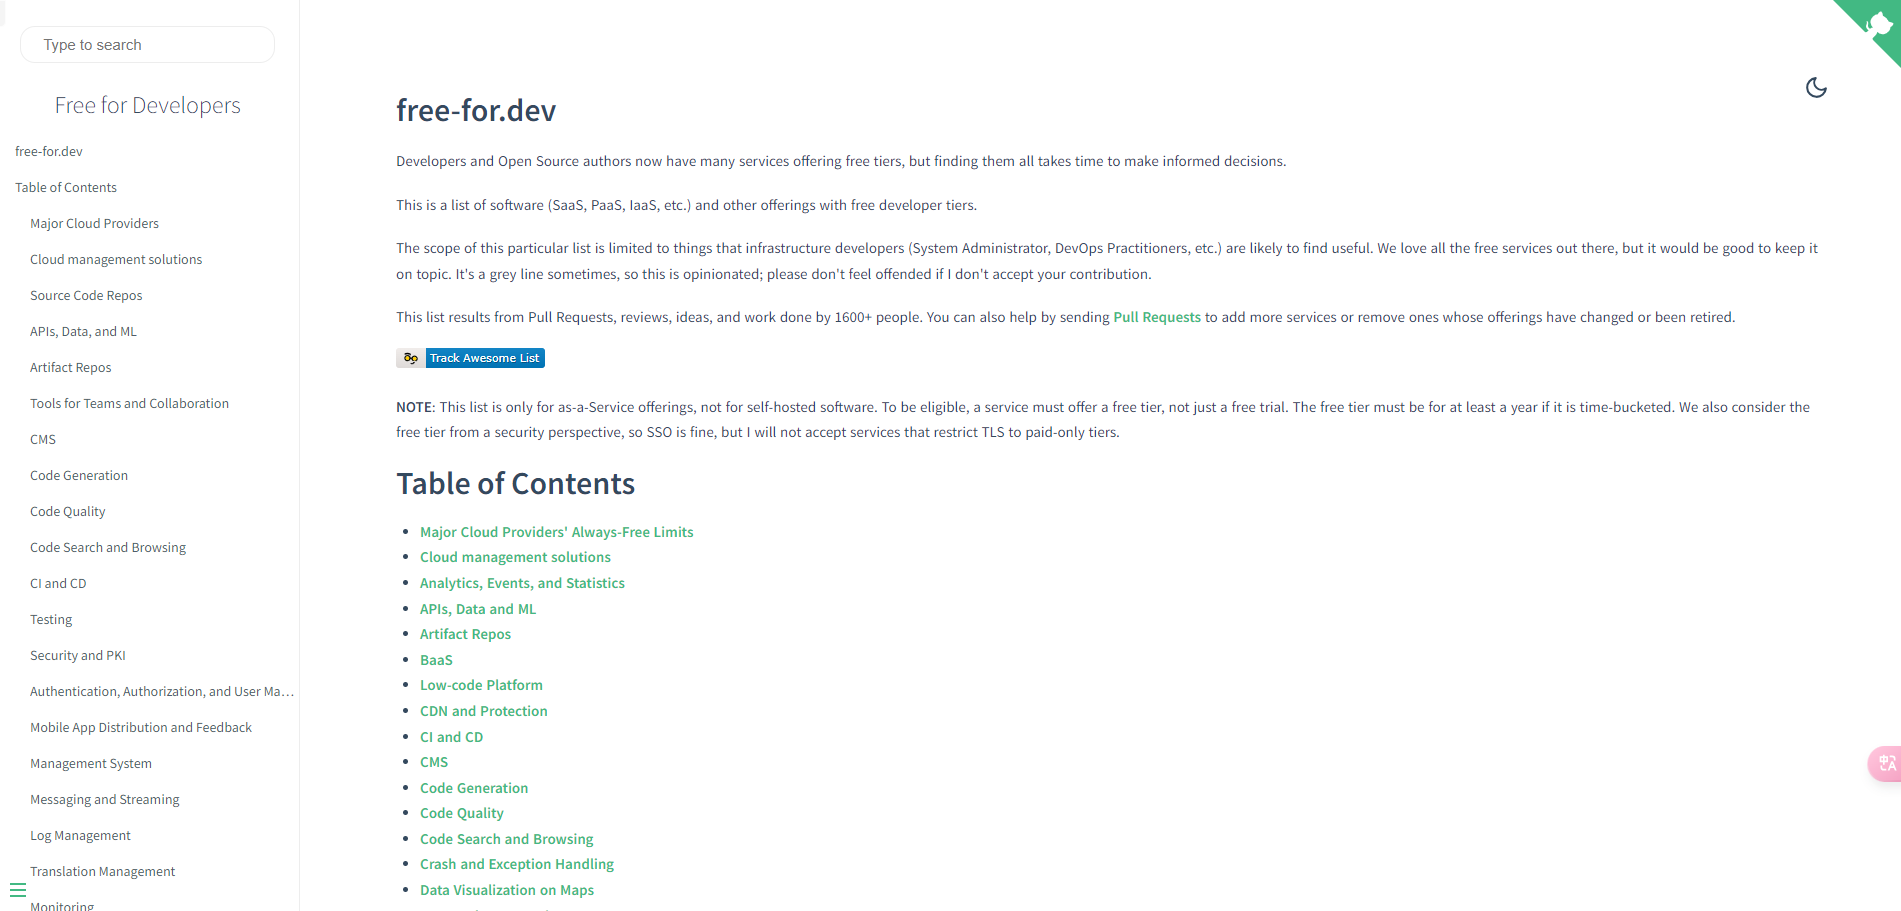 Type to search
Free for Developers
free-for.dev
Table of Contents
Major Cloud Providers
Cloud management solutions
Source Code Repos
APIs, Data, and ML
Artifact Repos
Tools for Teams and Collaboration
CMS
Code Generation
Code Quality
Code Search and Browsing
CI and CD
Testing
Security and PKI
Authentication, Authorization, and User Ma...
Mobile App Distribution and Feedback
Management System
Messaging and Streaming
Log Management
Translation Management
Monitoring
free-for.dev
Developers and Open Source authors now have many services offering free tiers, but finding them all takes time to make informed decisions.
This is a list of software (SaaS, PaaS, IaaS, etc.) and other offerings with free developer tiers.
The scope of this particular list is limited to things that infrastructure developers (System Administrator, DevOps Practitioners, etc.) are likely to find useful. We love all the free services out there, but it would be good to keep it
on topic. It's a grey line sometimes, so this is opinionated; please don't feel offended if I don't accept your contribution.
This list results from Pull Requests, reviews, ideas, and work done by 1600+ people. You can also help by sending Pull Requests to add more services or remove ones whose offerings have changed or been retired.
Track Awesome List
NOTE: This list is only for as-a-Service offerings, not for self-hosted software. To be eligible, a service must offer a free tier, not just a free trial. The free tier must be for at least a year if it is time-bucketed. We also consider the
free tier from a security perspective, so SSO is fine, but I will not accept services that restrict TLS to paid-only tiers.
Table of Contents
Major Cloud Providers' Always-Free Limits
Cloud management solutions
Analytics, Events, and Statistics
APIs, Data and ML
Artifact Repos
BaaS
Low-code Platform
CDN and Protection
CI and CD
CMS
Code Generation
Code Quality
Code Search and Browsing
Crash and Exception Handling
Data Visualization on Maps
中A